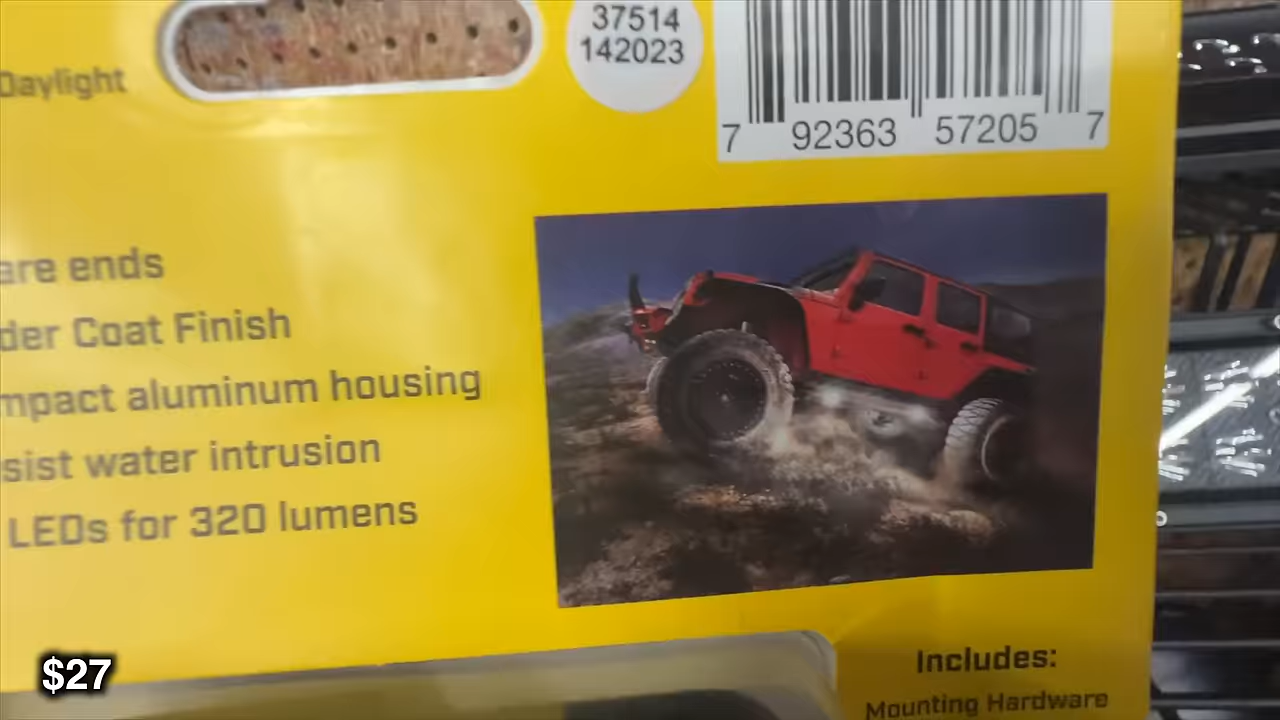 37514
142023
Daylight
7 92363 57205 7
are ends
der Coat Finish
mpact aluminum housing
sist water intrusion
LEDs for 320 lumens
$27
Includes:
Mounting Hardware